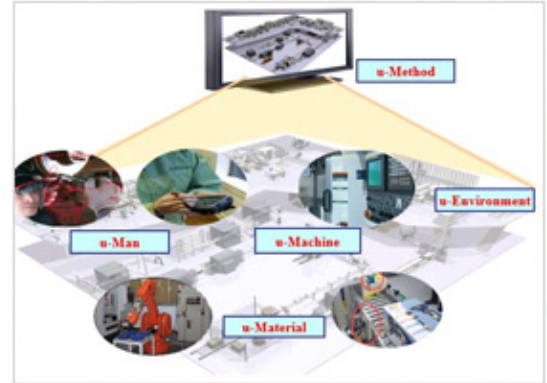 u-Method
u-Environment
u-Man
u-Machine
u-Material